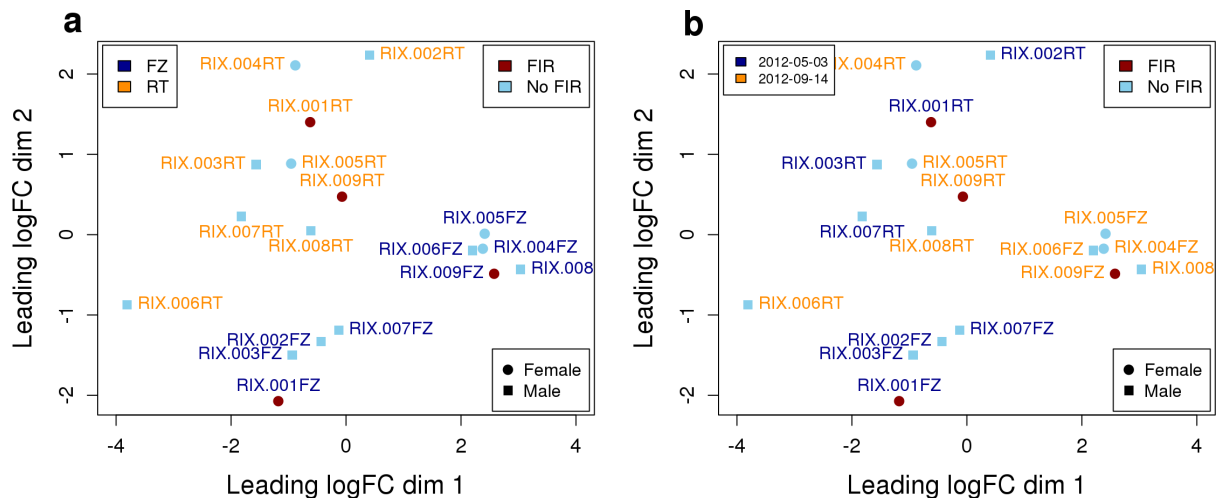 a
FZ
RT
FIR
No FIR
RIX.002RT
RIX.004RT
RIX.001RT
RIX.003RT
RIX.005RT
RIX.009RT
RIX.007RT
RIX.008RT
RIX.005FZ
RIX.006FZ
RIX.004FZ
RIX.009FZ
RIX.008
RIX.006RT
RIX.007FZ
RIX.002FZ
RIX.003FZ
RIX.001FZ
Female
Male
2
1
0
-1
-2
-4 -2 0 2 4
Leading logFC dim 2
Leading logFC dim 1
b
2012-05-03
2012-09-14
FIR
No FIR
RIX.002RT
.004RT
RIX.001RT
RIX.003RT
RIX.005RT
RIX.009RT
RIX.007RT
RIX.008RT
RIX.005FZ
RIX.006FZ
RIX.004FZ
RIX.009FZ
RIX.008
RIX.006RT
RIX.007FZ
RIX.002FZ
RIX.003FZ
RIX.001FZ
Female
Male
2
1
0
-1
-2
-4 -2 0 2 4
Leading logFC dim 2
Leading logFC dim 1